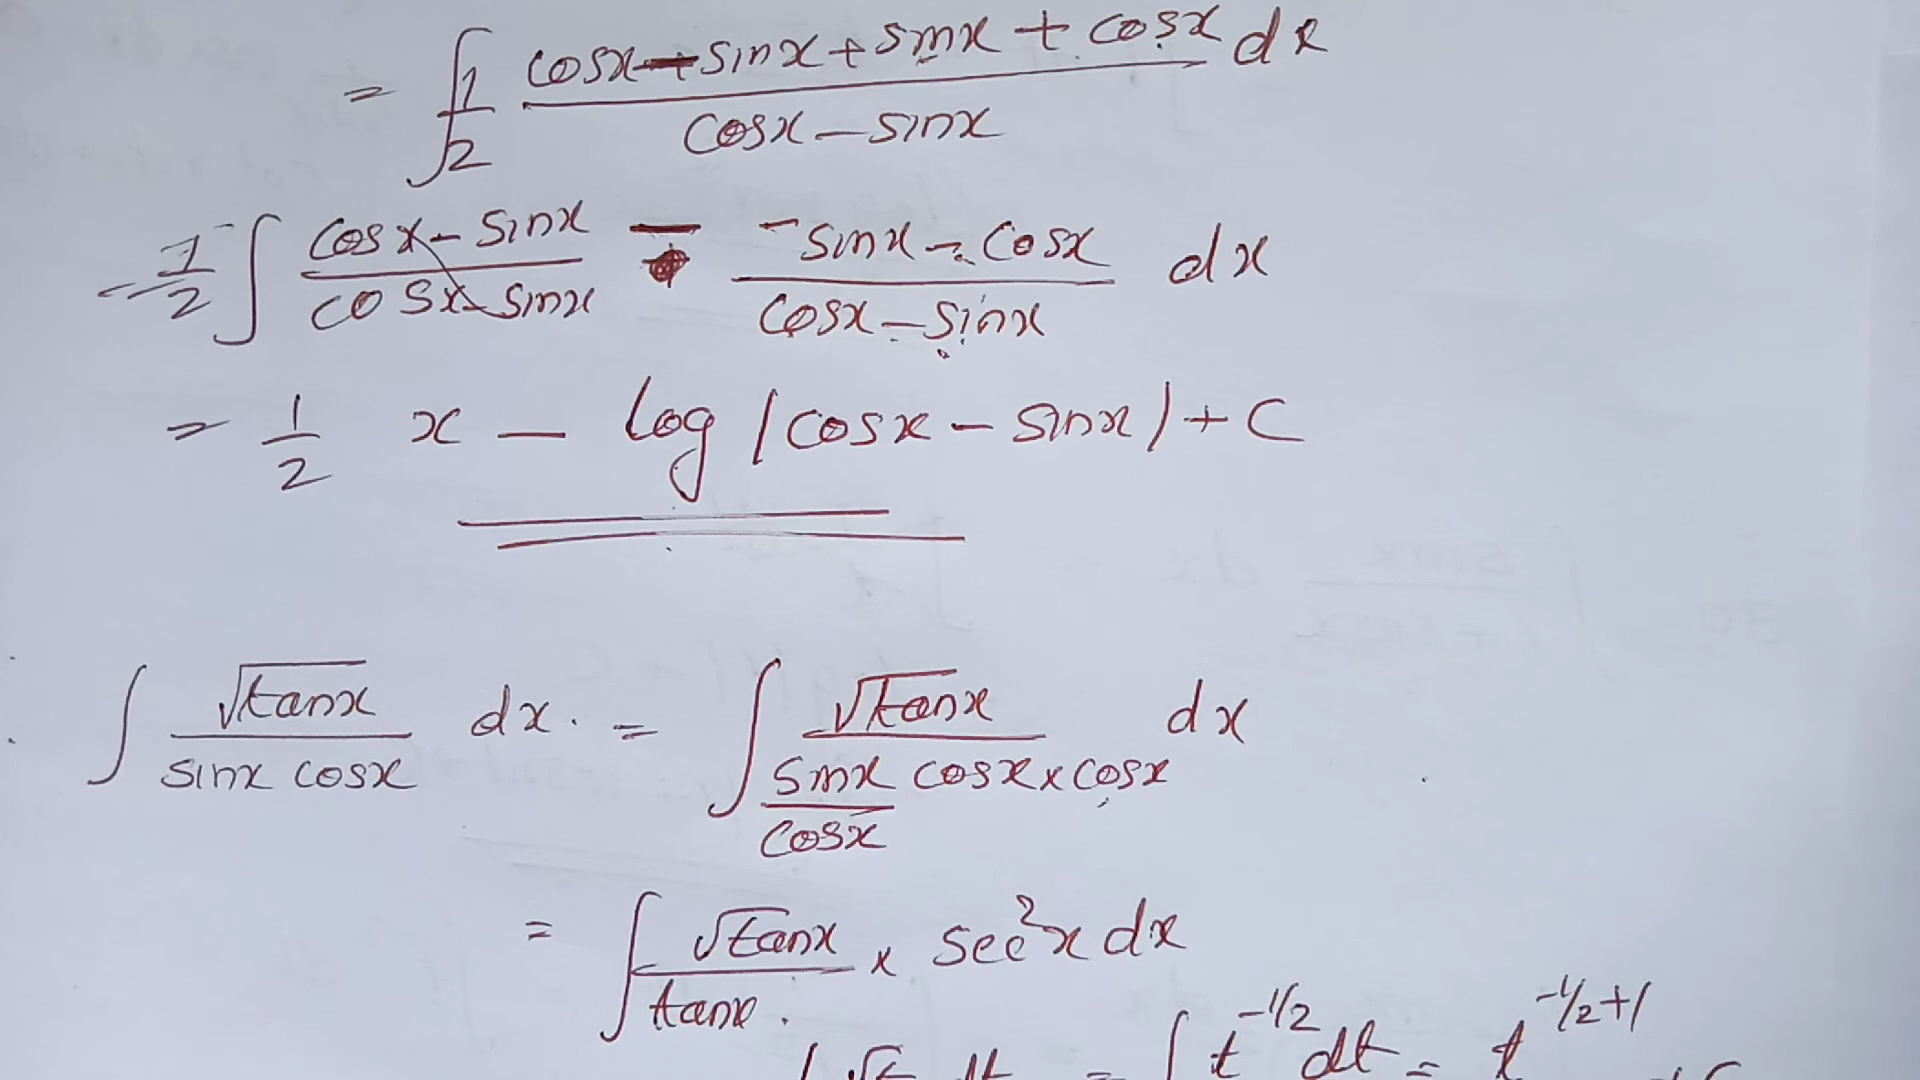 = ∫ 1/2 (cosx - sinx + sinx + cosx)/(cosx - sinx) dx
= 1/2 ∫ (cosx - sinx)/(cosx - sinx) - (-sinx - cosx)/(cosx - sinx) dx
= 1/2 x - log |cosx - sinx| + C
∫ √tanx/(sinx cosx) dx. = ∫ √tanx/((sinx/cosx) cosx × cosx) dx
= ∫ √tanx/tanx × sec²x dx
= ∫ t^(-1/2) dt = t^(-1/2+1)